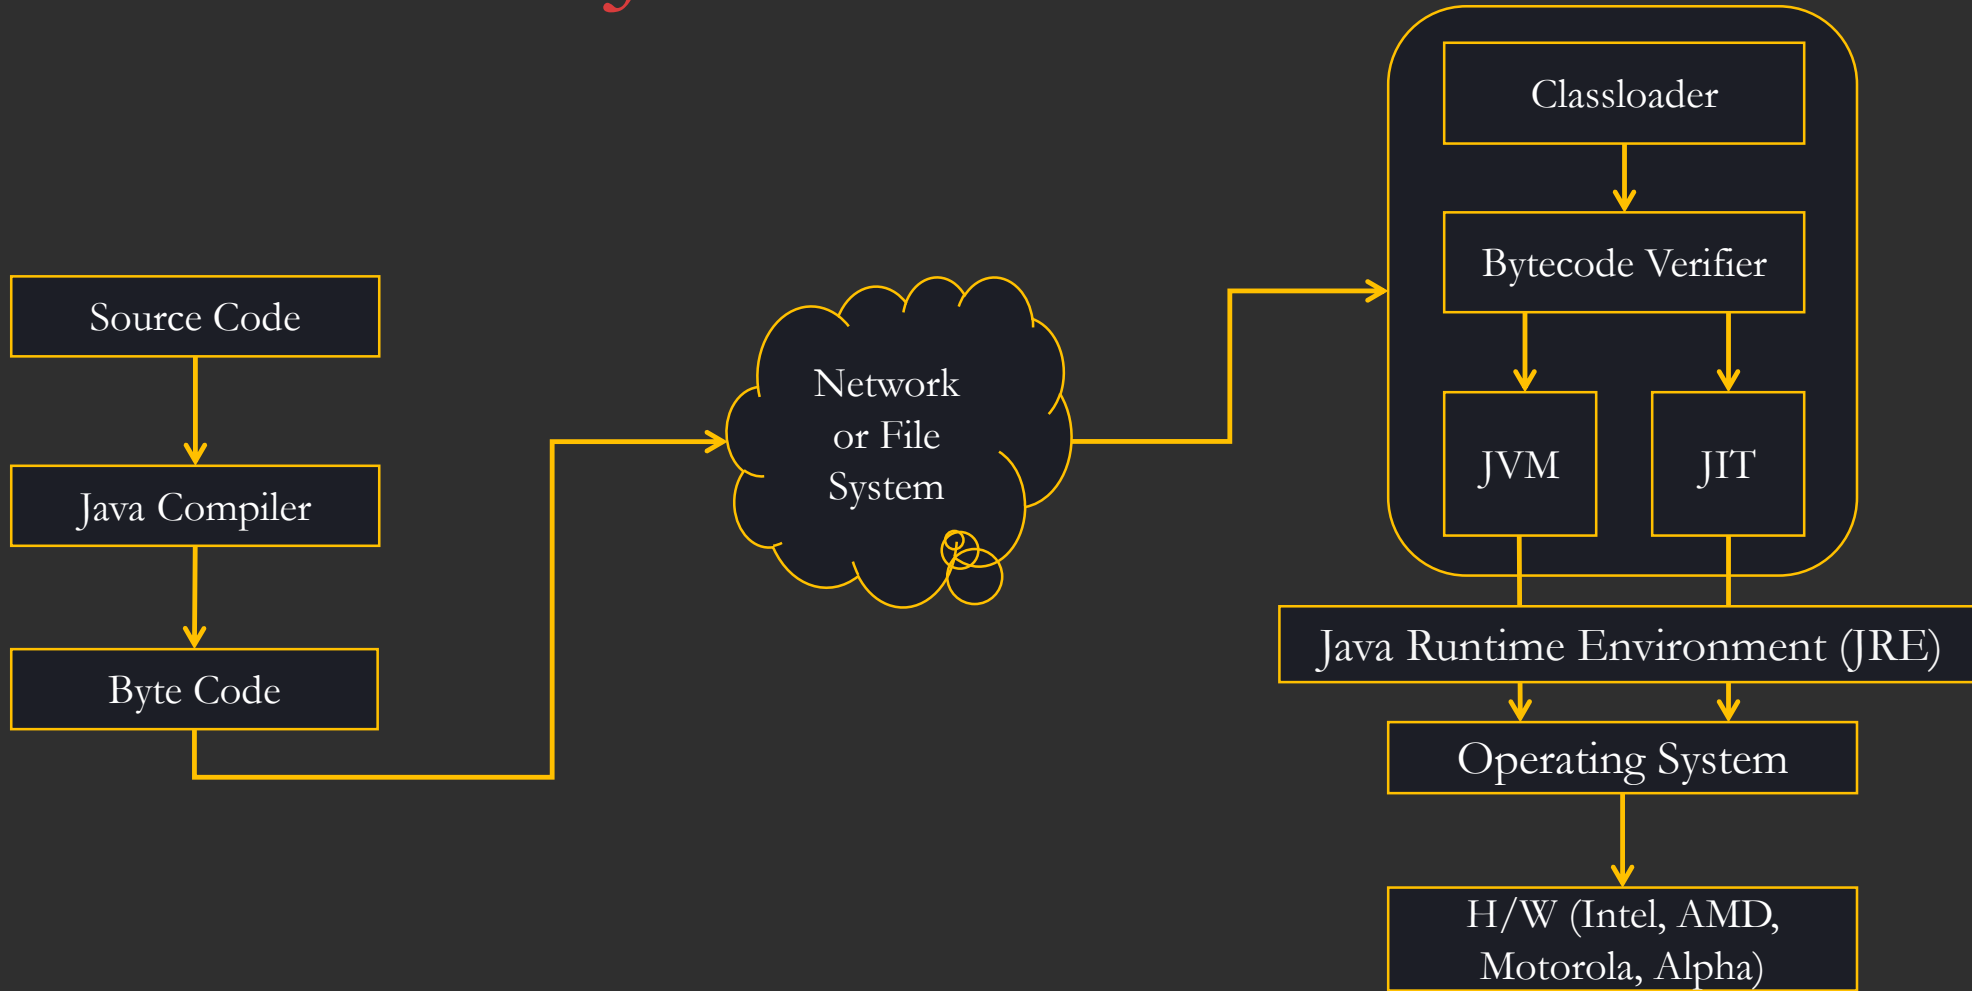 Source Code
Java Compiler
Byte Code
Network
or File
System
Classloader
Bytecode Verifier
JVM
JIT
Java Runtime Environment (JRE)
Operating System
H/W (Intel, AMD,
Motorola, Alpha)